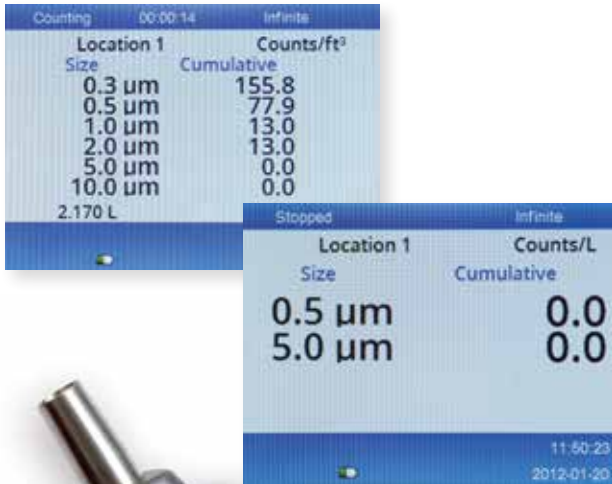 Counting 00:00:14 Infinite
Location 1 Counts/ft³
Size Cumulative
0.3 µm 155.8
0.5 µm 77.9
1.0 µm 13.0
2.0 µm 13.0
5.0 µm 0.0
10.0 µm 0.0
2.170 L
Stopped Infinite
Location 1 Counts/L
Size Cumulative
0.5 µm 0.0
5.0 µm 0.0
11:50:23
2012-01-20